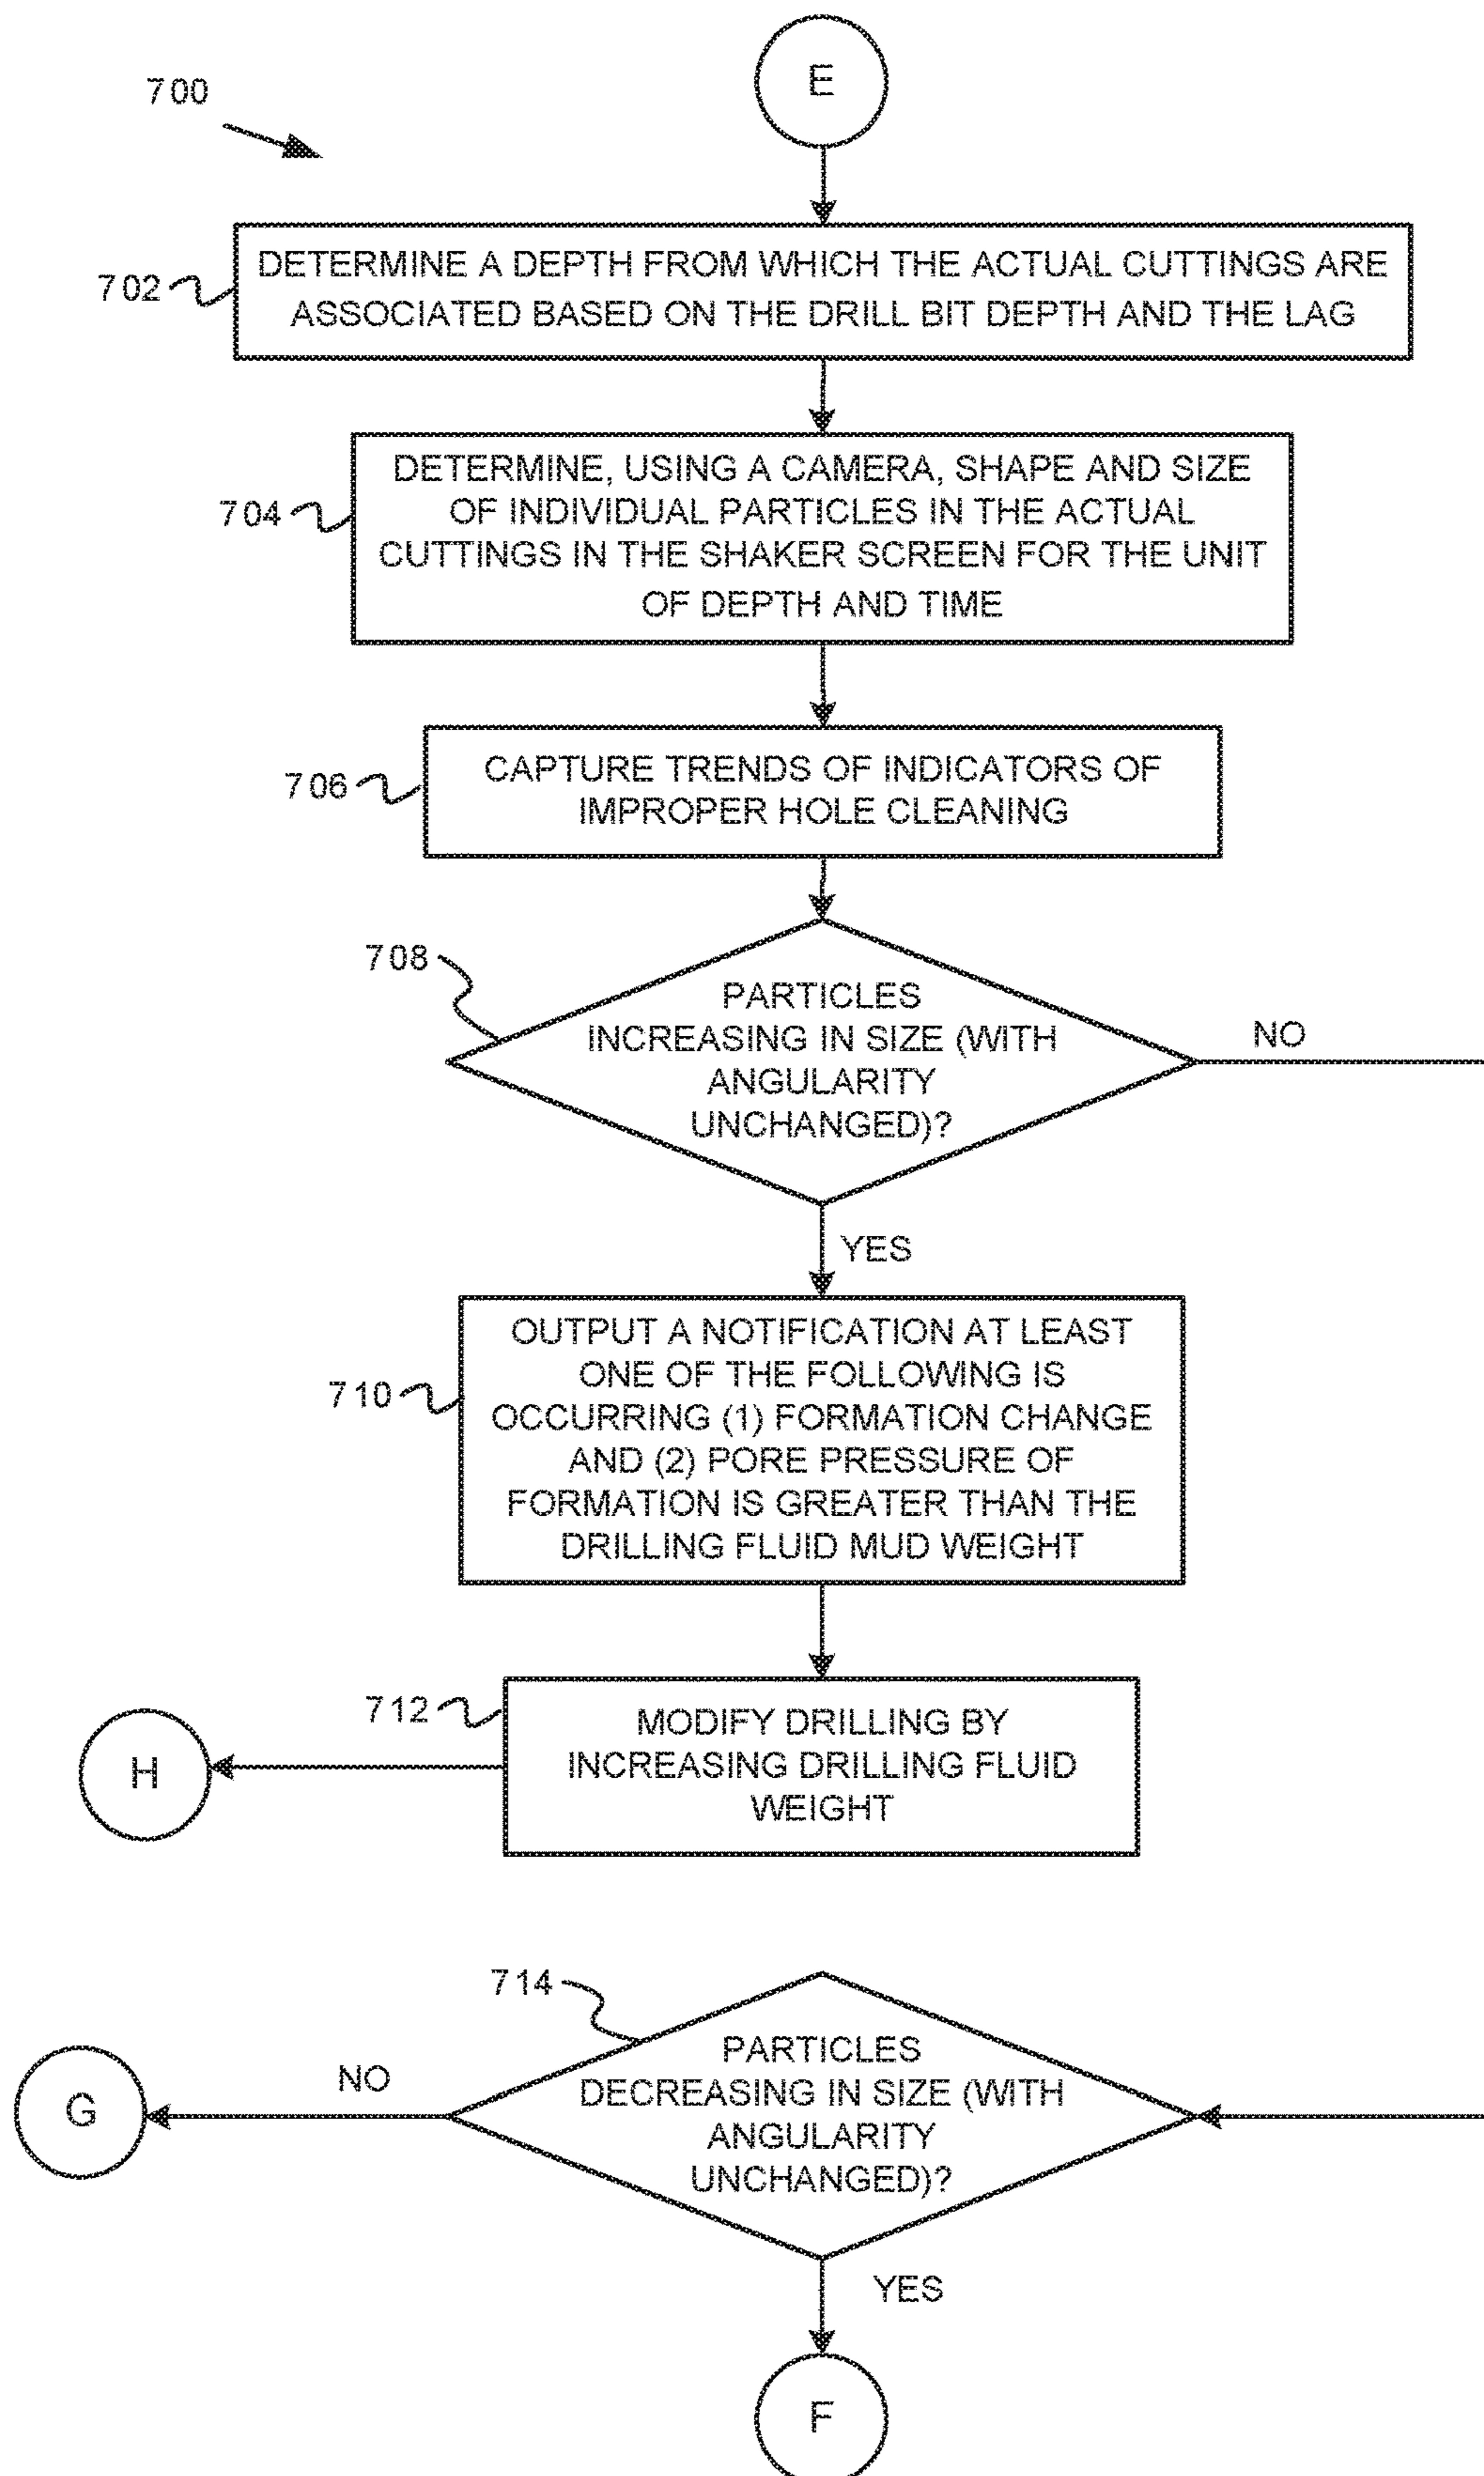 E
700
702
DETERMINE A DEPTH FROM WHICH THE ACTUAL CUTTINGS ARE
ASSOCIATED BASED ON THE DRILL BIT DEPTH AND THE LAG
704
DETERMINE, USING A CAMERA, SHAPE AND SIZE
OF INDIVIDUAL PARTICLES IN THE ACTUAL
CUTTINGS IN THE SHAKER SCREEN FOR THE UNIT
OF DEPTH AND TIME
706
CAPTURE TRENDS OF INDICATORS OF
IMPROPER HOLE CLEANING
708
PARTICLES
INCREASING IN SIZE (WITH
ANGULARITY
UNCHANGED)?
NO
YES
710
OUTPUT A NOTIFICATION AT LEAST
ONE OF THE FOLLOWING IS
OCCURRING (1) FORMATION CHANGE
AND (2) PORE PRESSURE OF
FORMATION IS GREATER THAN THE
DRILLING FLUID MUD WEIGHT
712
MODIFY DRILLING BY
INCREASING DRILLING FLUID
WEIGHT
H
714
PARTICLES
DECREASING IN SIZE (WITH
ANGULARITY
UNCHANGED)?
NO
G
YES
F